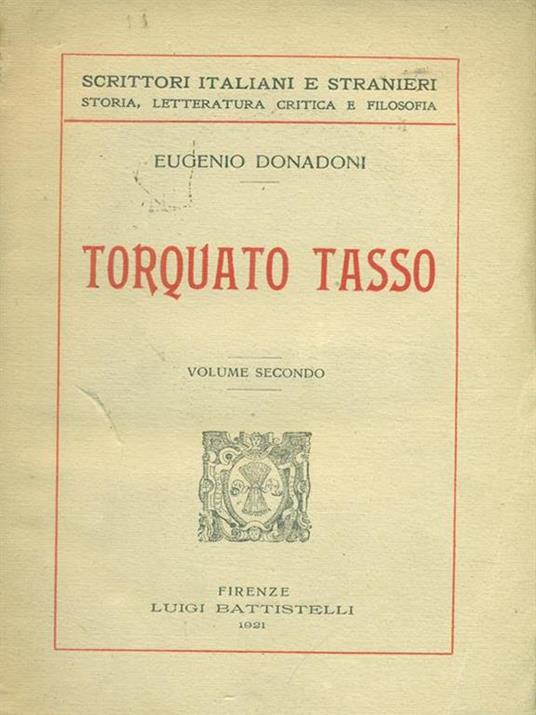 SCRITTORI ITALIANI E STRANIERI
STORIA, LETTERATURA CRITICA E FILOSOFIA
EUGENIO DONADONI
TORQUATO TASSO
VOLUME SECONDO
FIRENZE
LUIGI BATTISTELLI
1921